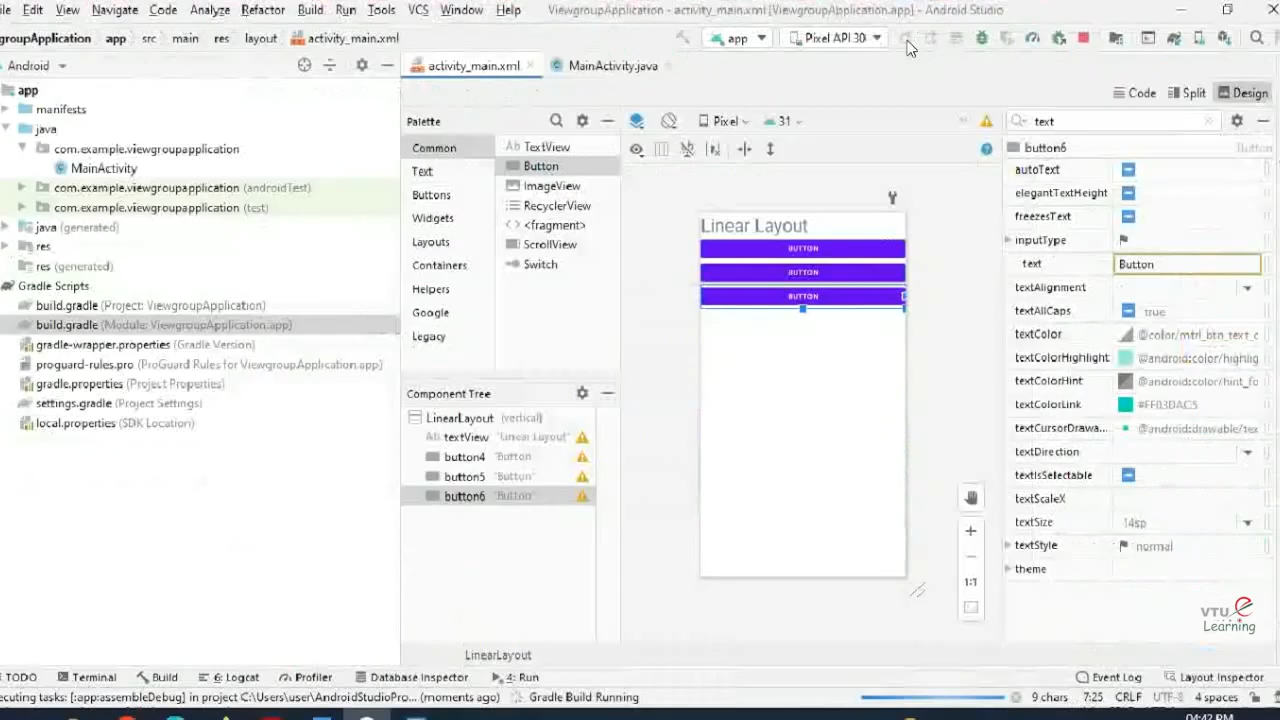 ile Edit View Navigate Code Analyze Refactor Build Run Tools VCS Window Help ViewgroupApplication - activity_main.xml [ViewgroupApplication.app] - Android Studio
groupApplication app src main res layout activity_main.xml app Pixel API 30
Android activity_main.xml MainActivity.java
Code Split Design
app
manifests
java
com.example.viewgroupapplication
MainActivity
com.example.viewgroupapplication (androidTest)
com.example.viewgroupapplication (test)
java (generated)
res
res (generated)
Gradle Scripts
build.gradle (Project: ViewgroupApplication)
build.gradle (Module: ViewgroupApplication.app)
gradle-wrapper.properties (Gradle Version)
proguard-rules.pro (ProGuard Rules for ViewgroupApplication.app)
gradle.properties (Project Properties)
settings.gradle (Project Settings)
local.properties (SDK Location)
Palette
Common
Text
Buttons
Widgets
Layouts
Containers
Helpers
Google
Legacy
Ab TextView
Button
ImageView
RecyclerView
<> <fragment>
ScrollView
Switch
Component Tree
LinearLayout (vertical)
Ab textView "Linear Layout"
button4 "Button"
button5 "Button"
button6 "Button"
Pixel 31
Linear Layout
BUTTON
BUTTON
BUTTON
1:1
LinearLayout
text
button6 Button
autoText
elegantTextHeight
freezesText
inputType
text Button
textAlignment
textAllCaps true
textColor @color/mtrl_btn_text_c
textColorHighlight @android:color/highlig
textColorHint @android:color/hint_fo
textColorLink #FF03DAC5
textCursorDrawa... @android:drawable/tex
textDirection
textIsSelectable
textScaleX
textSize 14sp
textStyle normal
theme
VTU e
Learning
TODO Terminal Build 6: Logcat Profiler Database Inspector 4: Run Event Log Layout Inspector
ecuting tasks: [:app:assembleDebug] in project C:\Users\user\AndroidStudioPro... (moments ago) Gradle Build Running 9 chars 7:25 CRLF UTF-8 4 spaces
04:42 PM